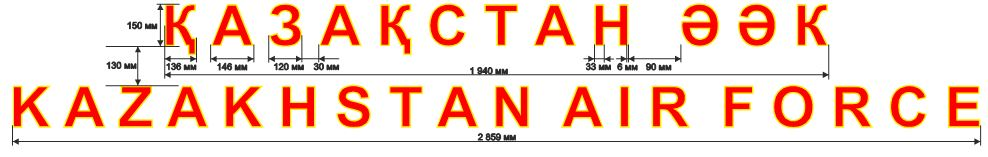 ҚАЗАҚСТАН ӘӘК
150 мм
130 мм
136 мм 146 мм 120 мм 30 мм 33 мм 6 мм 90 мм
1 940 мм
KAZAKHSTAN AIR FORCE
2 859 мм